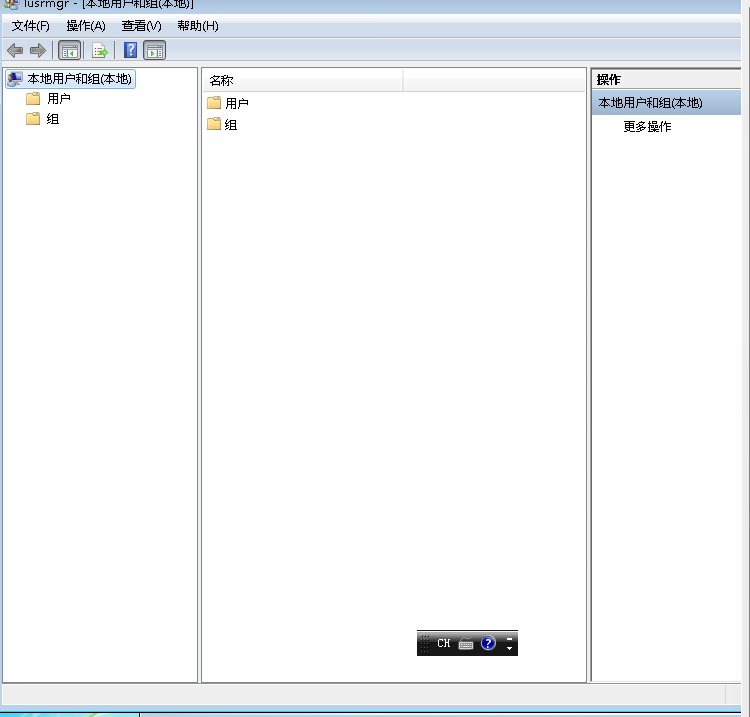 lusrmgr - [本地用户和组(本地)]
文件(F) 操作(A) 查看(V) 帮助(H)
本地用户和组(本地)
用户
组
名称
用户
组
操作
本地用户和组(本地)
更多操作
CH